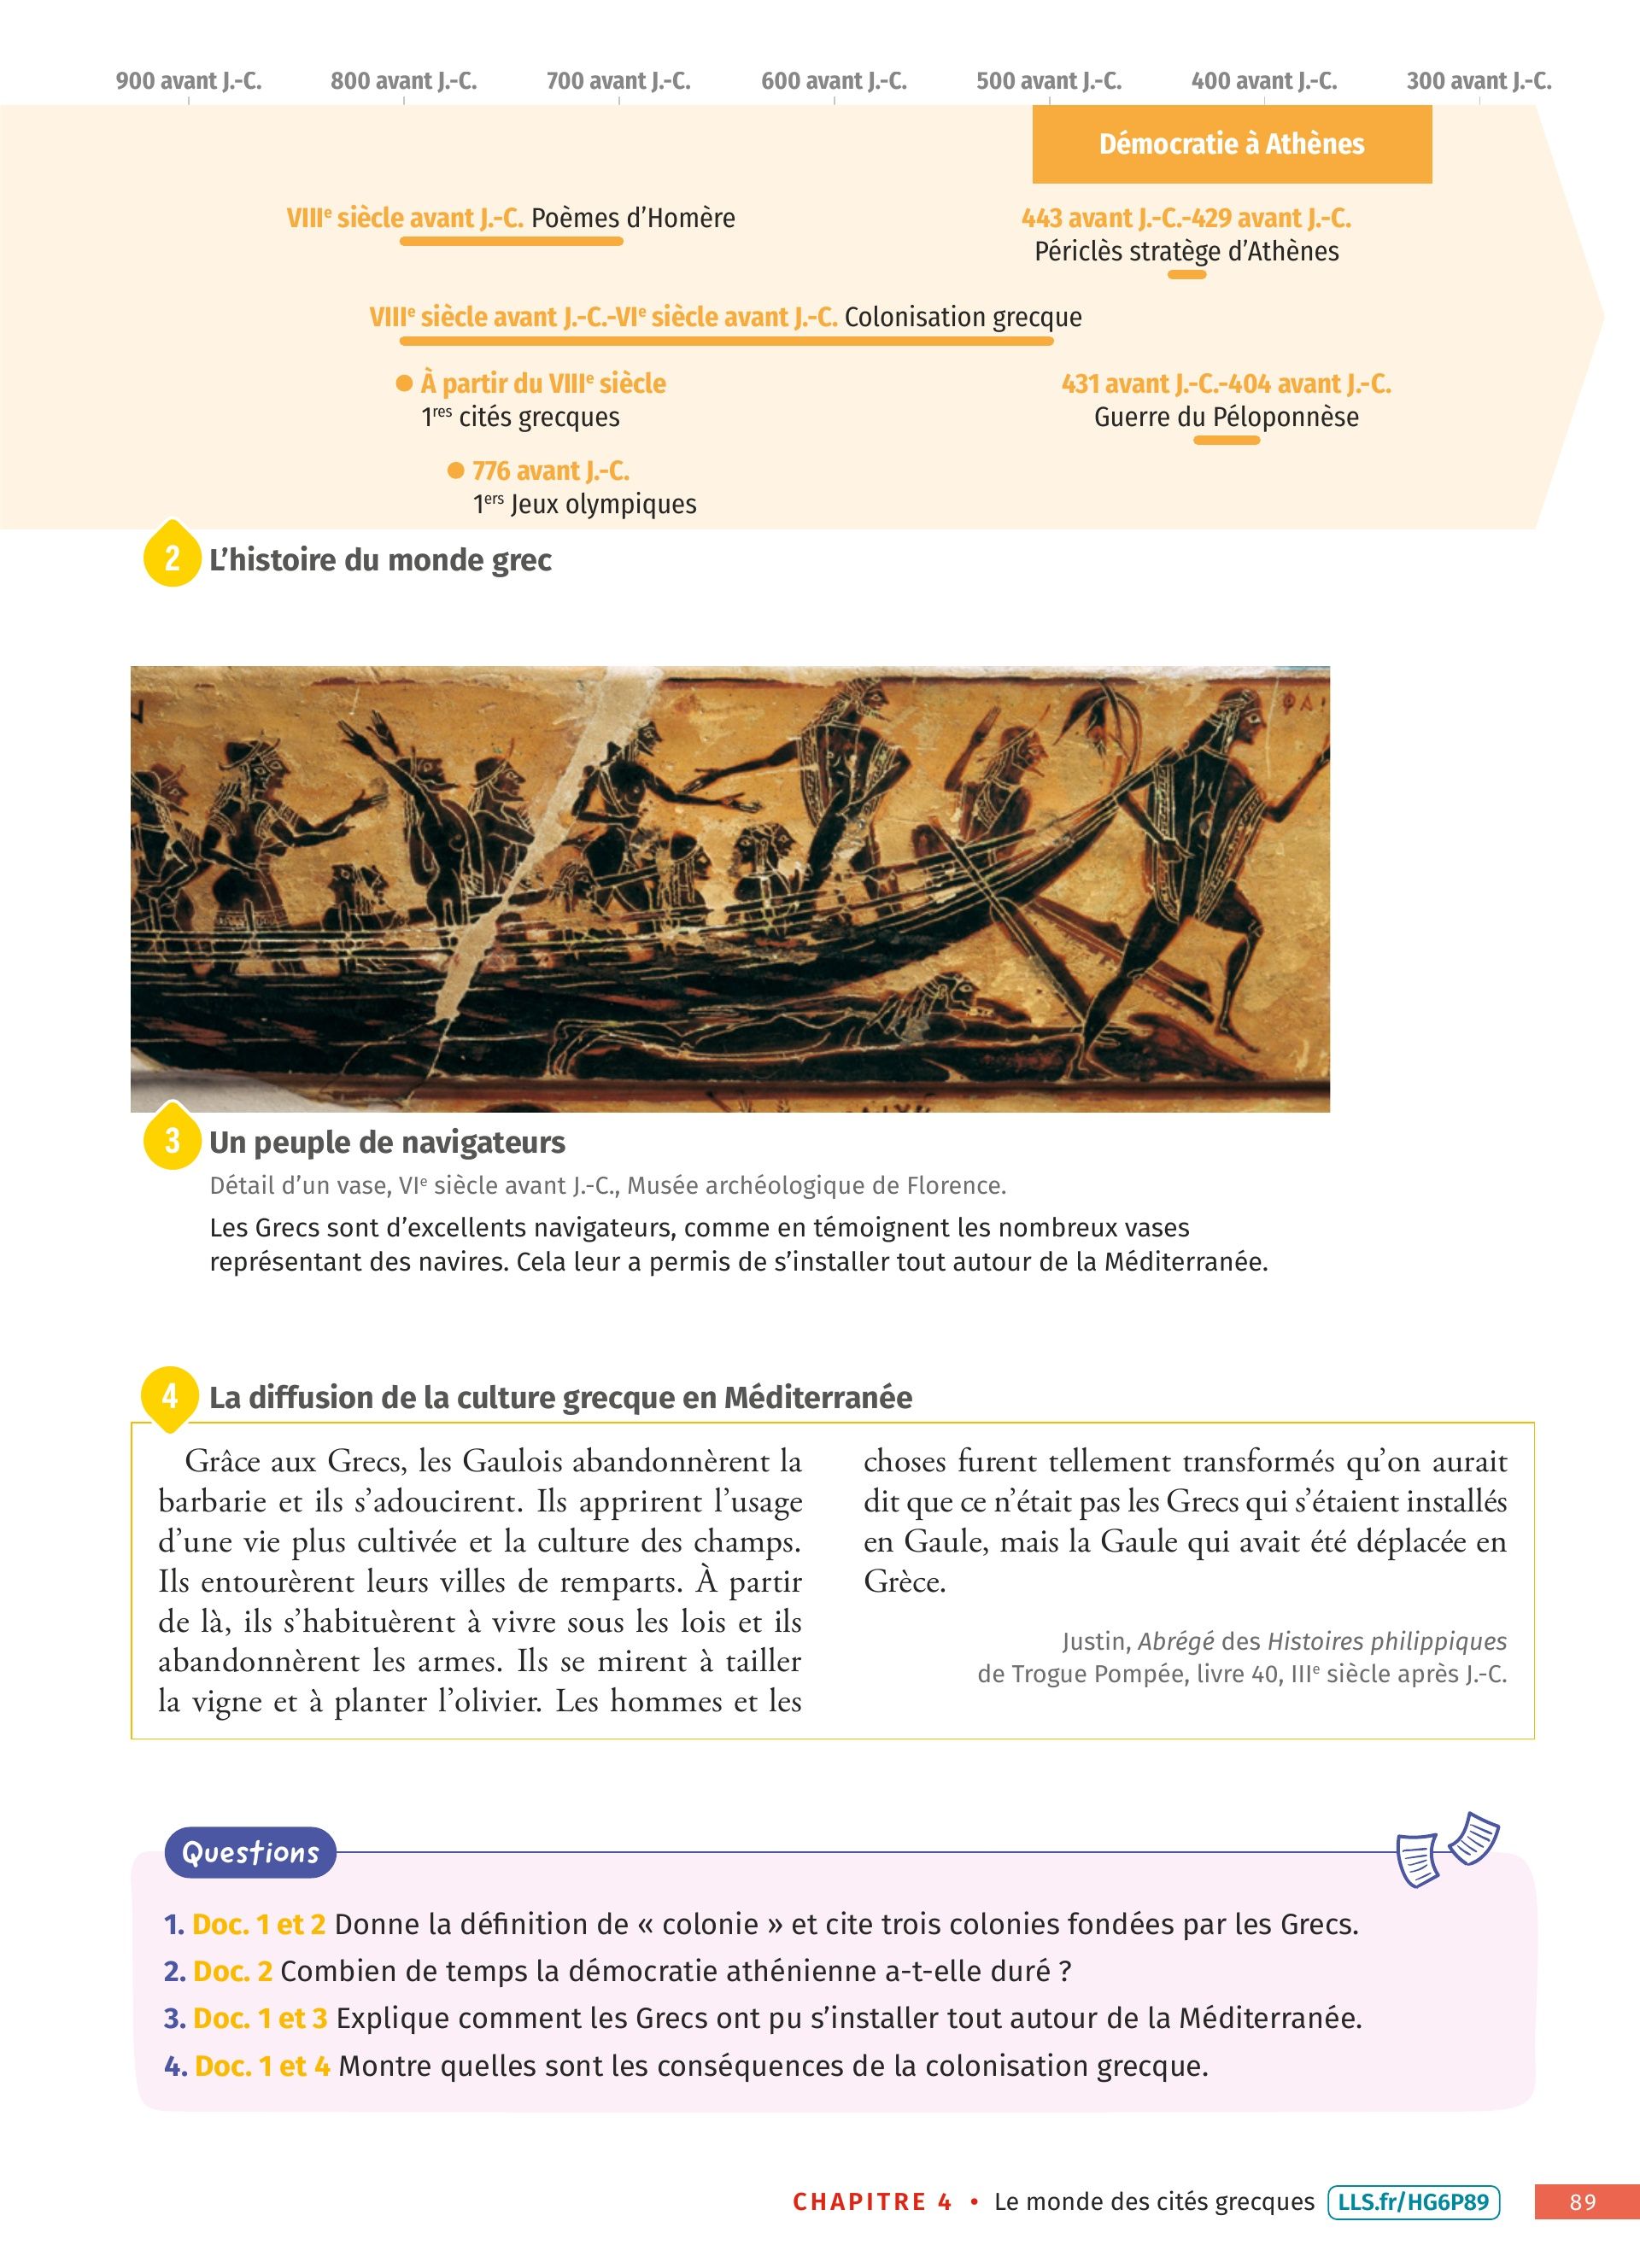 900 avant J.-C. 800 avant J.-C. 700 avant J.-C. 600 avant J.-C. 500 avant J.-C. 400 avant J.-C. 300 avant J.-C.
Démocratie à Athènes
VIIIe siècle avant J.-C. Poèmes d’Homère
443 avant J.-C.-429 avant J.-C.
Périclès stratège d’Athènes
VIIIe siècle avant J.-C.-VIe siècle avant J.-C. Colonisation grecque
À partir du VIIIe siècle
1res cités grecques
431 avant J.-C.-404 avant J.-C.
Guerre du Péloponnèse
776 avant J.-C.
1ers Jeux olympiques
2 L’histoire du monde grec
3 Un peuple de navigateurs
Détail d’un vase, VIe siècle avant J.-C., Musée archéologique de Florence.
Les Grecs sont d’excellents navigateurs, comme en témoignent les nombreux vases
représentant des navires. Cela leur a permis de s’installer tout autour de la Méditerranée.
4 La diffusion de la culture grecque en Méditerranée
Grâce aux Grecs, les Gaulois abandonnèrent la
barbarie et ils s’adoucirent. Ils apprirent l’usage
d’une vie plus cultivée et la culture des champs.
Ils entourèrent leurs villes de remparts. À partir
de là, ils s’habituèrent à vivre sous les lois et ils
abandonnèrent les armes. Ils se mirent à tailler
la vigne et à planter l’olivier. Les hommes et les
choses furent tellement transformés qu’on aurait
dit que ce n’était pas les Grecs qui s’étaient installés
en Gaule, mais la Gaule qui avait été déplacée en
Grèce.
Justin, Abrégé des Histoires philippiques
de Trogue Pompée, livre 40, IIIe siècle après J.-C.
Questions
1. Doc. 1 et 2 Donne la définition de « colonie » et cite trois colonies fondées par les Grecs.
2. Doc. 2 Combien de temps la démocratie athénienne a-t-elle duré ?
3. Doc. 1 et 3 Explique comment les Grecs ont pu s’installer tout autour de la Méditerranée.
4. Doc. 1 et 4 Montre quelles sont les conséquences de la colonisation grecque.
CHAPITRE 4 • Le monde des cités grecques LLS.fr/HG6P89 89